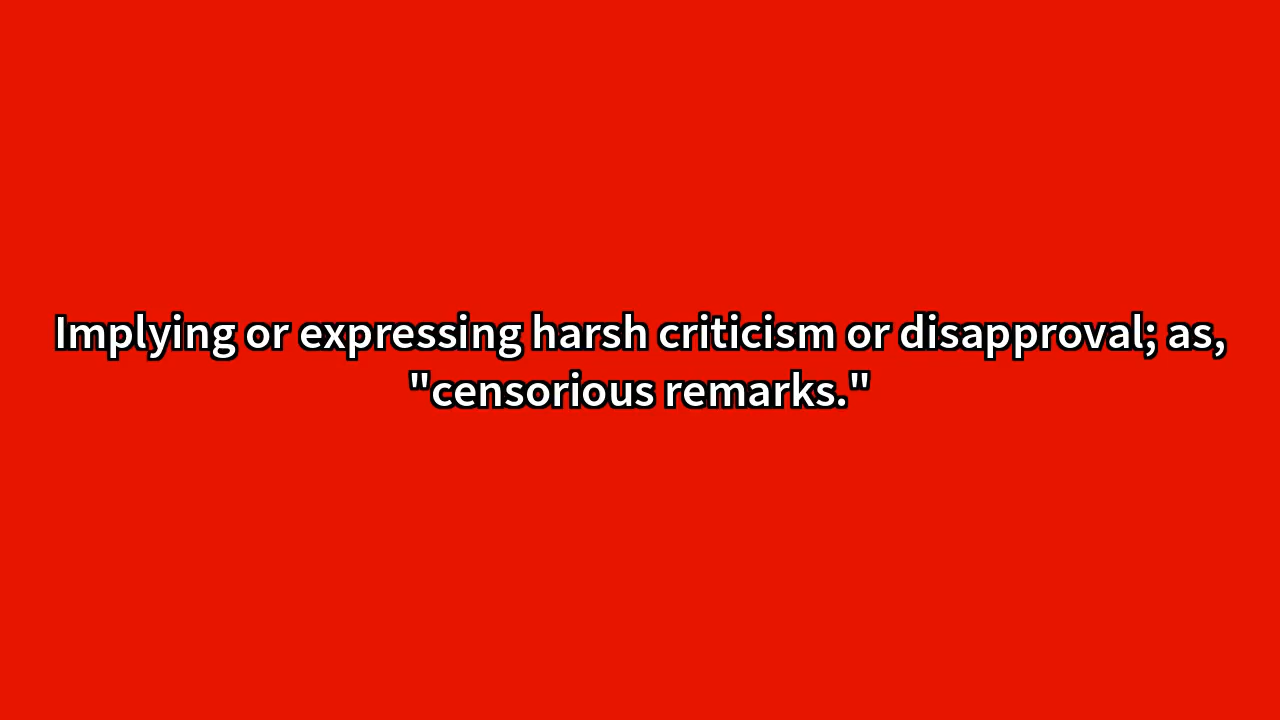 Implying or expressing harsh criticism or disapproval; as,
"censorious remarks."